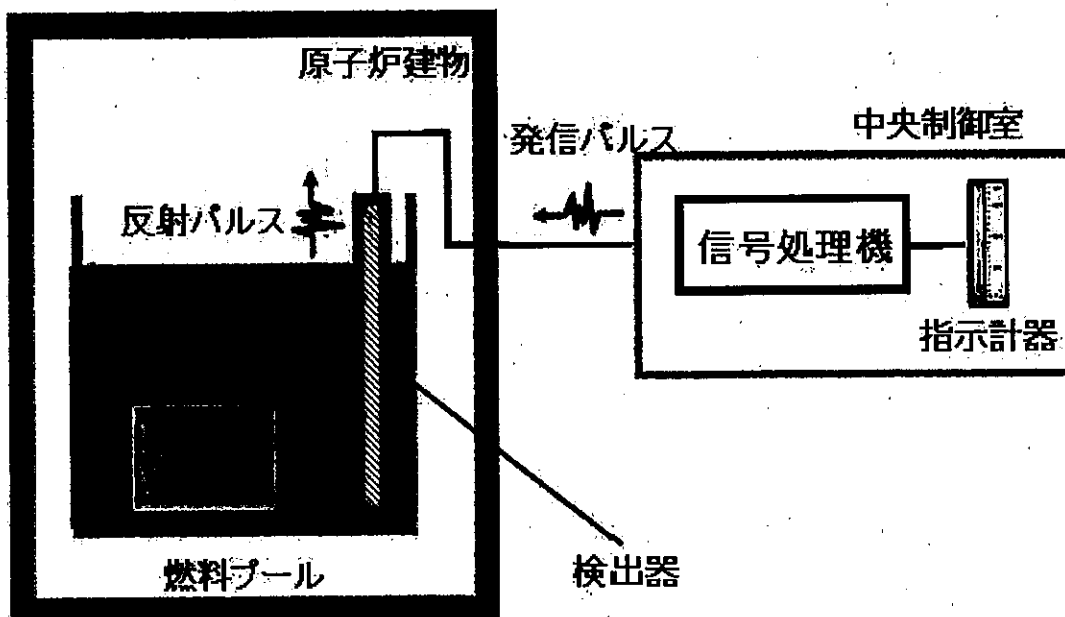 原子炉建物
発信パルス
中央制御室
反射パルス
信号処理機
指示計器
燃料プール
検出器